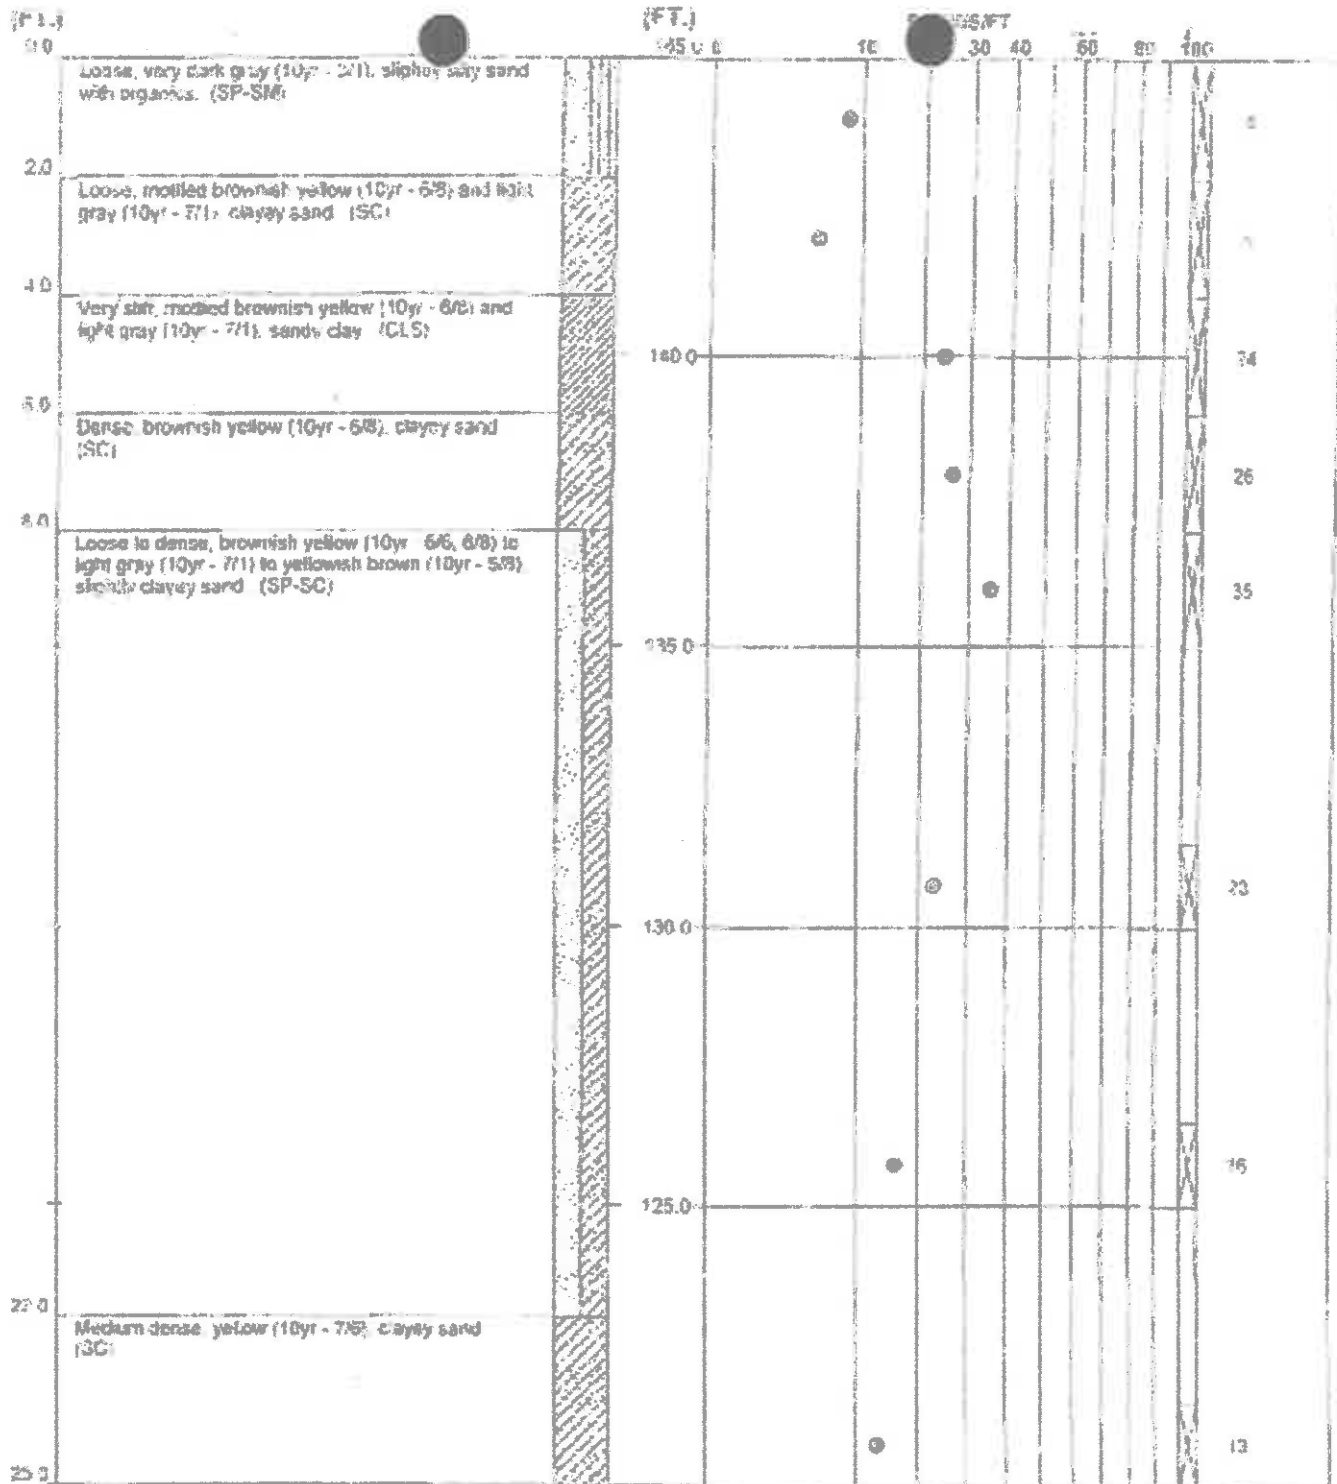 (FT.)
(FT.)
0.0
10
30 40
60
80
100
Loose, very dark gray (10yr - 3/1), slightly silty sand
with organics. (SP-SM)
2.0
Loose, mottled brownish yellow (10yr - 6/8) and light
gray (10yr - 7/1), clayey sand (SC)
4.0
Very stiff, mottled brownish yellow (10yr - 6/8) and
light gray (10yr - 7/1), sandy clay (CLS)
140.0
24
6.0
Dense, brownish yellow (10yr - 6/8), clayey sand
(SC)
26
8.0
Loose to dense, brownish yellow (10yr 6/6, 6/8) to
light gray (10yr - 7/1) to yellowish brown (10yr - 5/8)
slightly clayey sand (SP-SC)
35
135.0
23
130.0
16
125.0
22.0
Medium dense, yellow (10yr - 7/6), clayey sand
(SC)
13
25.0